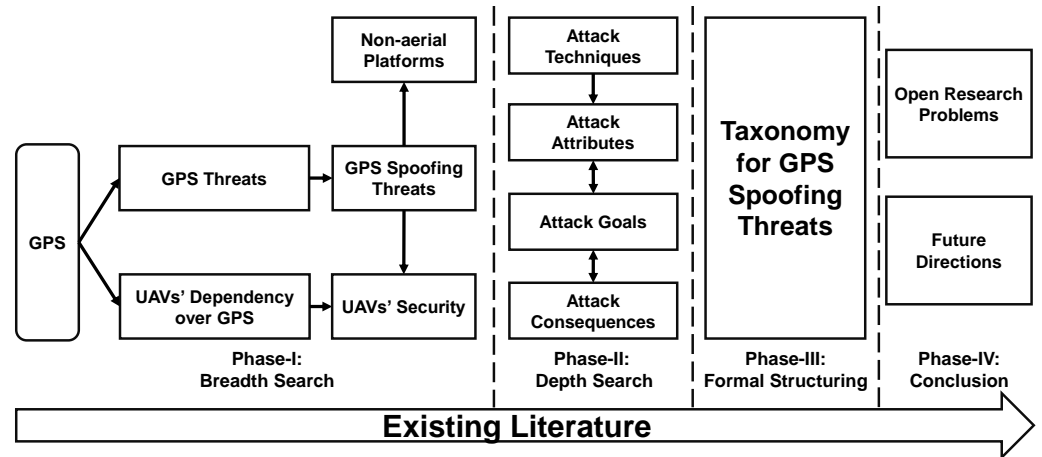 GPS
GPS Threats
UAVs' Dependency
over GPS
Non-aerial
Platforms
GPS Spoofing
Threats
UAVs' Security
Phase-I:
Breadth Search
Attack
Techniques
Attack
Attributes
Attack Goals
Attack
Consequences
Phase-II:
Depth Search
Taxonomy
for GPS
Spoofing
Threats
Phase-III:
Formal Structuring
Open Research
Problems
Future
Directions
Phase-IV:
Conclusion
Existing Literature